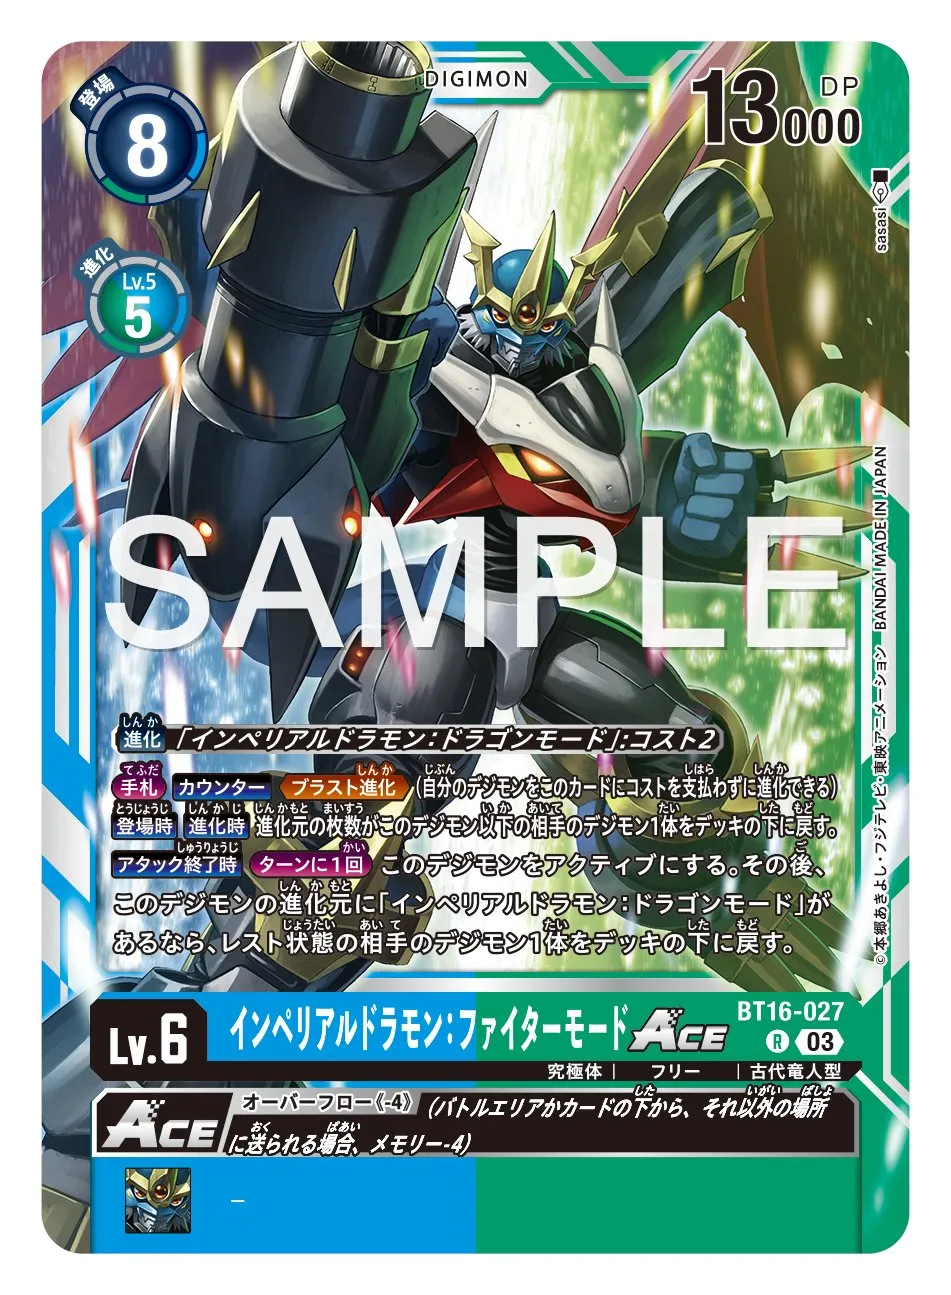 DIGIMON
登場
8
13000
DP
進化
Lv.5
5
sasasi
SAMPLE
©本郷あきよし・フジテレビ・東映アニメーション BANDAI MADE IN JAPAN
進化 「インペリアルドラモン：ドラゴンモード」：コスト2
手札 カウンター ブラスト進化 （自分のデジモンをこのカードにコストを支払わずに進化できる）
登場時 進化時 進化元の枚数がこのデジモン以下の相手のデジモン1体をデッキの下に戻す。
アタック終了時 ターンに1回 このデジモンをアクティブにする。その後、
このデジモンの進化元に「インペリアルドラモン：ドラゴンモード」が
あるなら、レスト状態の相手のデジモン1体をデッキの下に戻す。
Lv.6
インペリアルドラモン：ファイターモード ACE
BT16-027
R 03
究極体 | フリー | 古代竜人型
ACE
オーバーフロー《-4》 （バトルエリアかカードの下から、それ以外の場所
に送られる場合、メモリー-4）
–